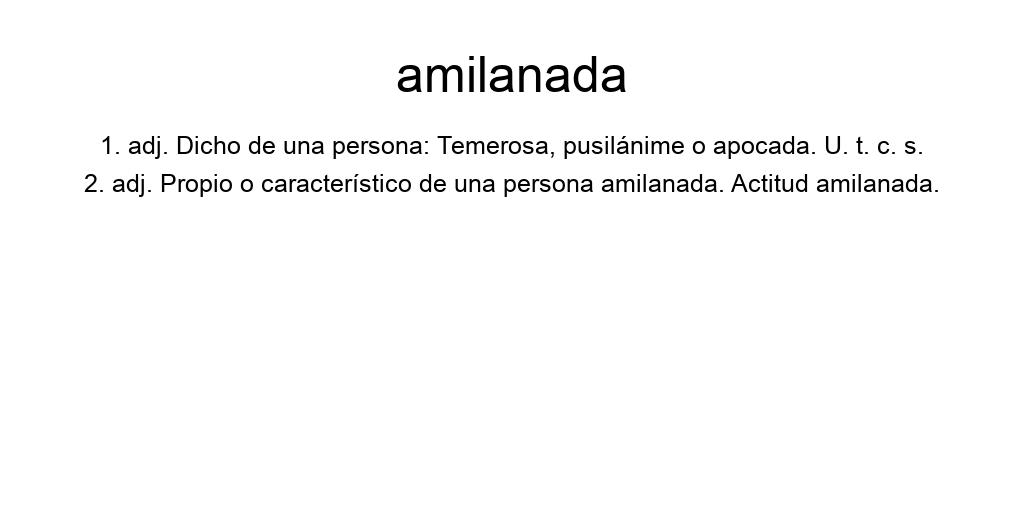 amilanada
1. adj. Dicho de una persona: Temerosa, pusilánime o apocada. U. t. c. s.
2. adj. Propio o característico de una persona amilanada. Actitud amilanada.